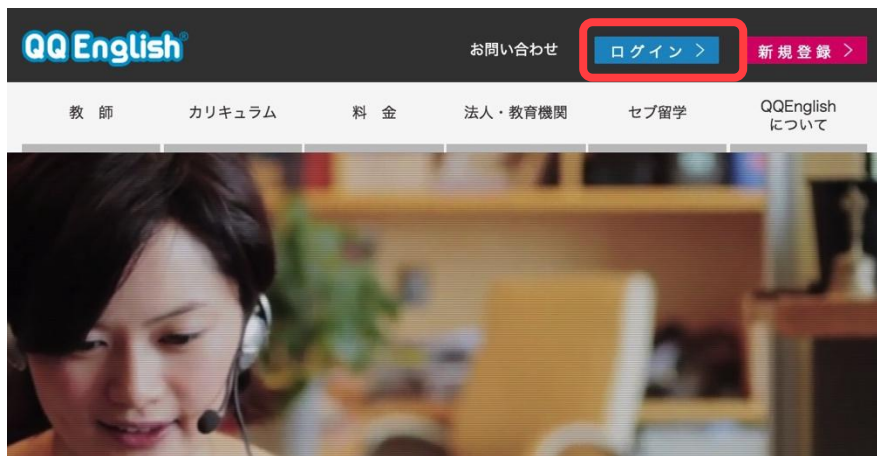 QQ English®
お問い合わせ
ログイン >
新規登録 >
教 師
カリキュラム
料 金
法人・教育機関
セブ留学
QQEnglish
について